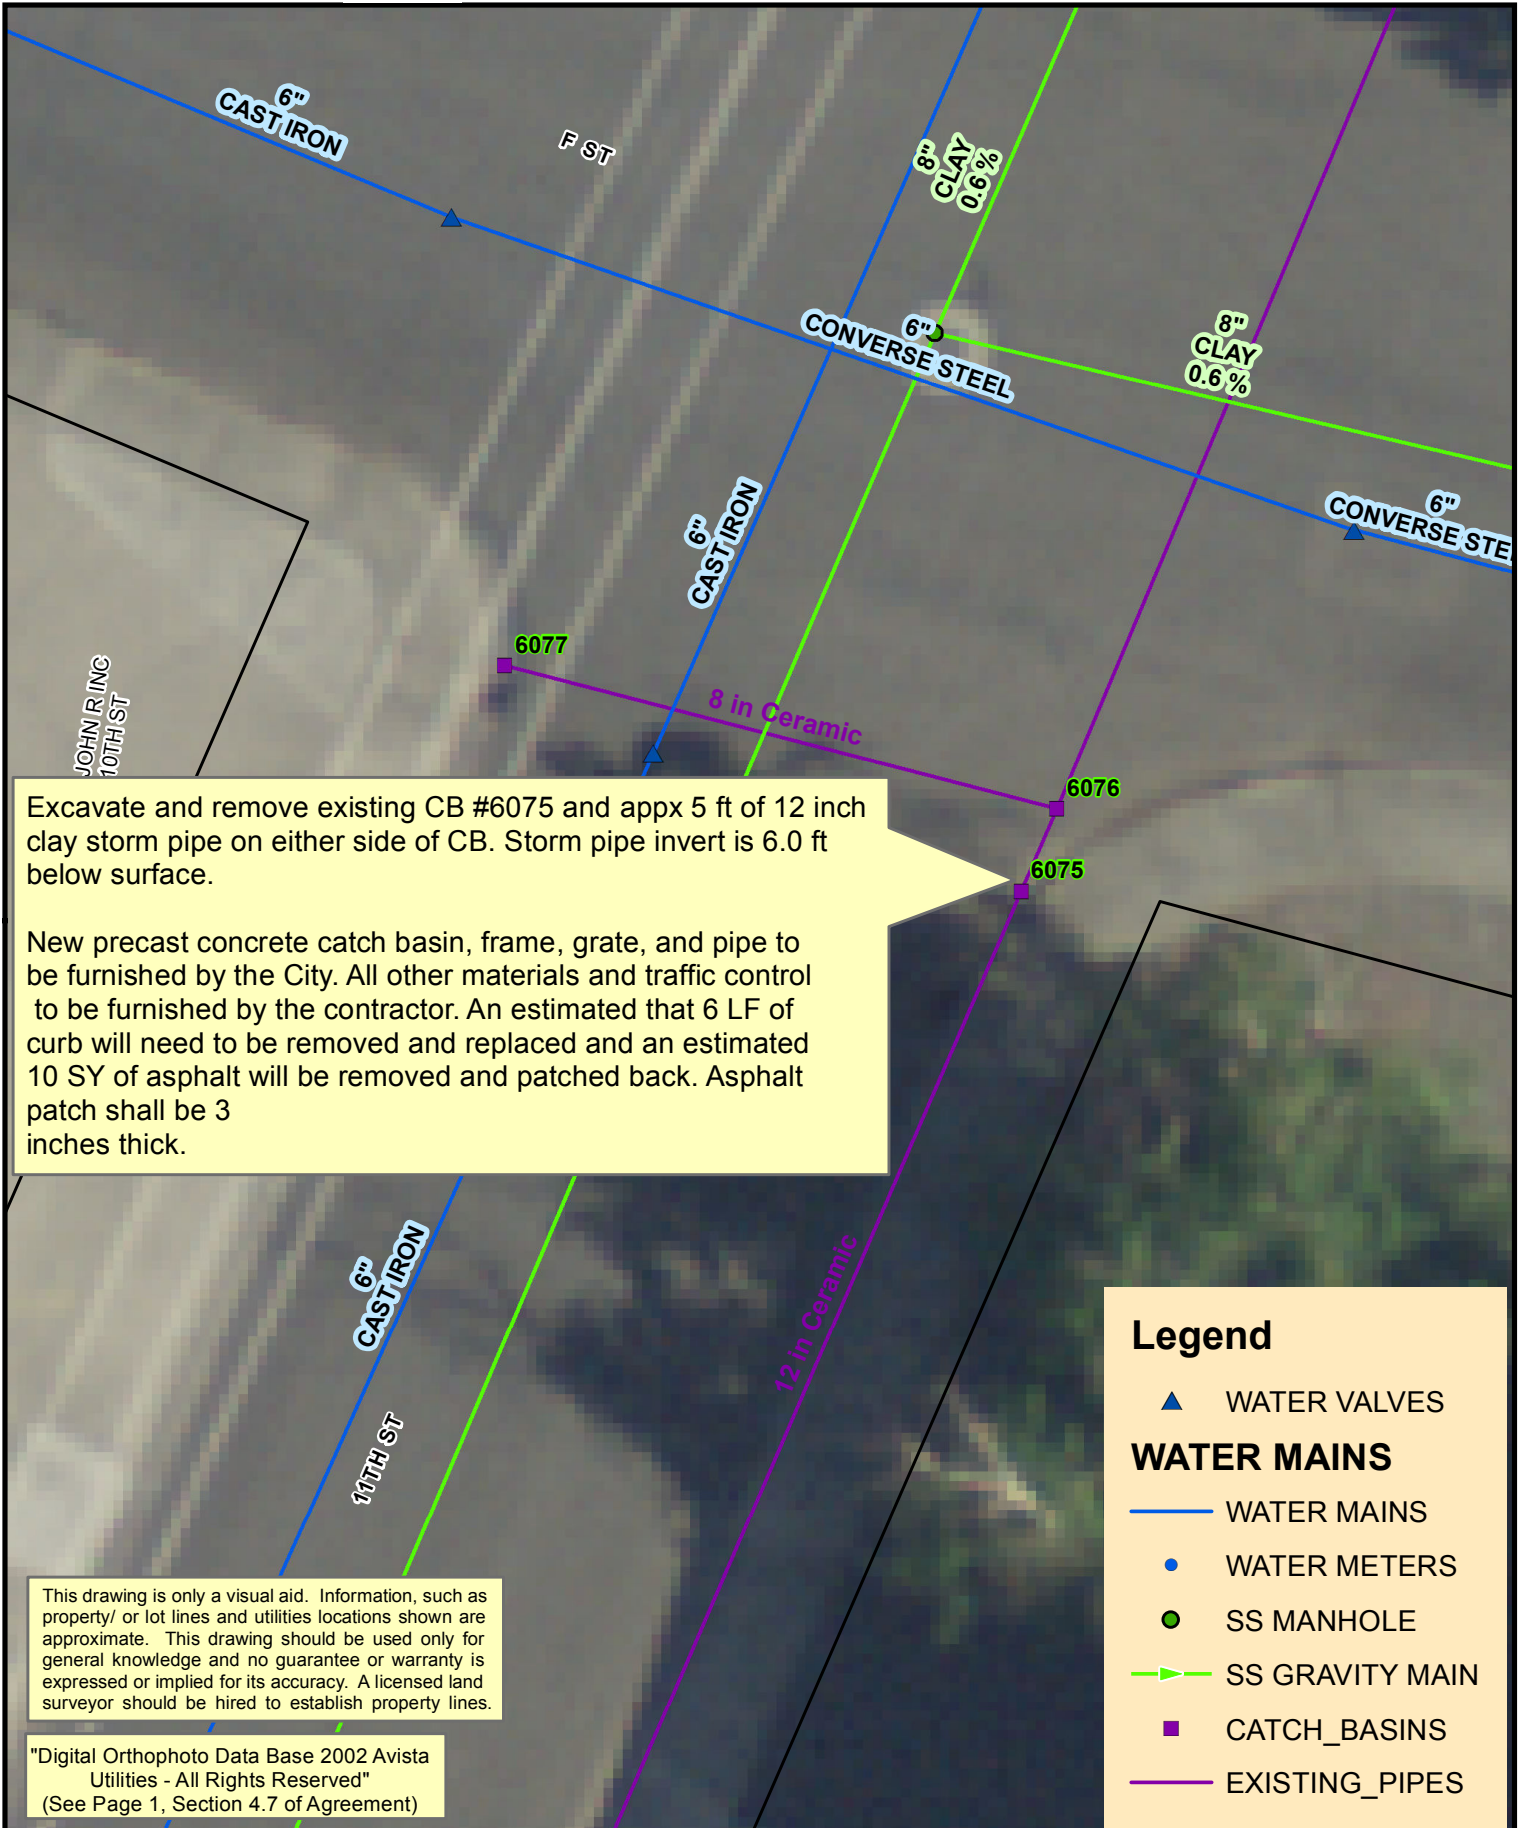 6"
CAST IRON
F ST
8"
CLAY
0.6 %
6"
CONVERSE STEEL
8"
CLAY
0.6 %
6"
CONVERSE STE
6"
CAST IRON
6077
8 in Ceramic
6076
6075
JOHN R INC
10TH ST
Excavate and remove existing CB #6075 and appx 5 ft of 12 inch
clay storm pipe on either side of CB. Storm pipe invert is 6.0 ft
below surface.
New precast concrete catch basin, frame, grate, and pipe to
be furnished by the City. All other materials and traffic control
to be furnished by the contractor. An estimated that 6 LF of
curb will need to be removed and replaced and an estimated
10 SY of asphalt will be removed and patched back. Asphalt
patch shall be 3
inches thick.
6"
CAST IRON
12 in Ceramic
11TH ST
Legend
WATER VALVES
WATER MAINS
WATER MAINS
WATER METERS
SS MANHOLE
SS GRAVITY MAIN
CATCH_BASINS
EXISTING_PIPES
This drawing is only a visual aid. Information, such as
property/ or lot lines and utilities locations shown are
approximate. This drawing should be used only for
general knowledge and no guarantee or warranty is
expressed or implied for its accuracy. A licensed land
surveyor should be hired to establish property lines.
"Digital Orthophoto Data Base 2002 Avista
Utilities - All Rights Reserved"
(See Page 1, Section 4.7 of Agreement)